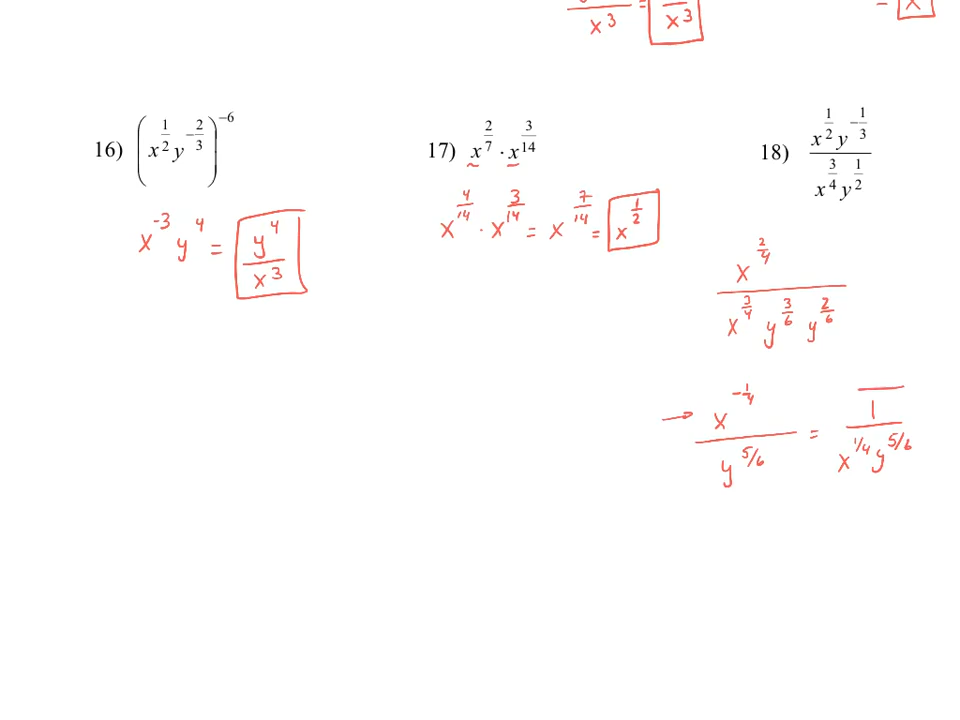 x^3 = x^3
= x
16) (x^(1/2) y^(-2/3))^(-6)
x^(-3) y^4 = y^4/x^3
17) x^(2/7) · x^(3/14)
x^(4/14) · x^(3/14) = x^(7/14) = x^(1/2)
18) (x^(1/2) y^(-1/3))/(x^(3/4) y^(1/2))
x^(2/4)/(x^(3/4) y^(3/6) y^(2/6))
→ x^(-1/4)/y^(5/6) = 1/(x^(1/4) y^(5/6))